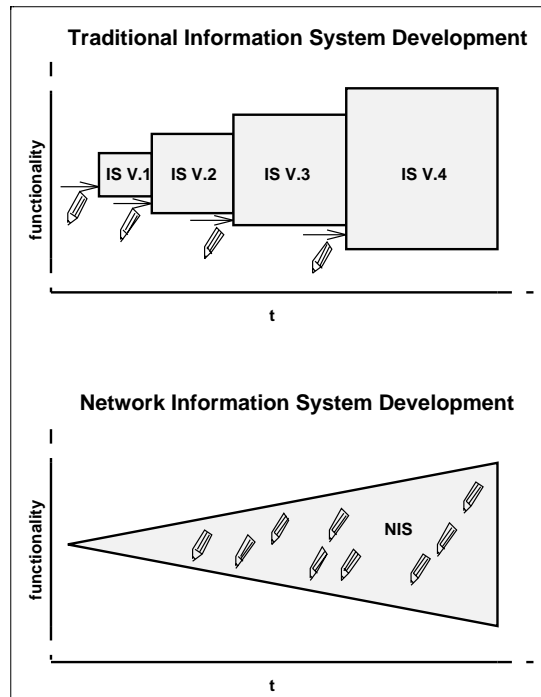 Traditional Information System Development
functionality
IS V.1
IS V.2
IS V.3
IS V.4
t
Network Information System Development
functionality
NIS
t